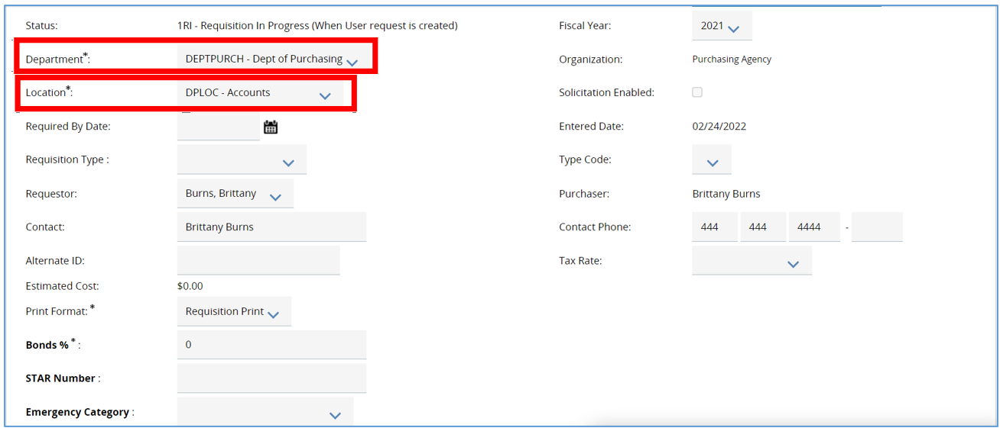 Status: 1RI - Requisition In Progress (When User request is created) Fiscal Year: 2021
Department*: DEPTPURCH - Dept of Purchasing Organization: Purchasing Agency
Location*: DPLOC - Accounts Solicitation Enabled:
Required By Date: Entered Date: 02/24/2022
Requisition Type : Type Code:
Requestor: Burns, Brittany Purchaser: Brittany Burns
Contact: Brittany Burns Contact Phone: 444 444 4444 -
Alternate ID: Tax Rate:
Estimated Cost: $0.00
Print Format: * Requisition Print
Bonds % * : 0
STAR Number :
Emergency Category :